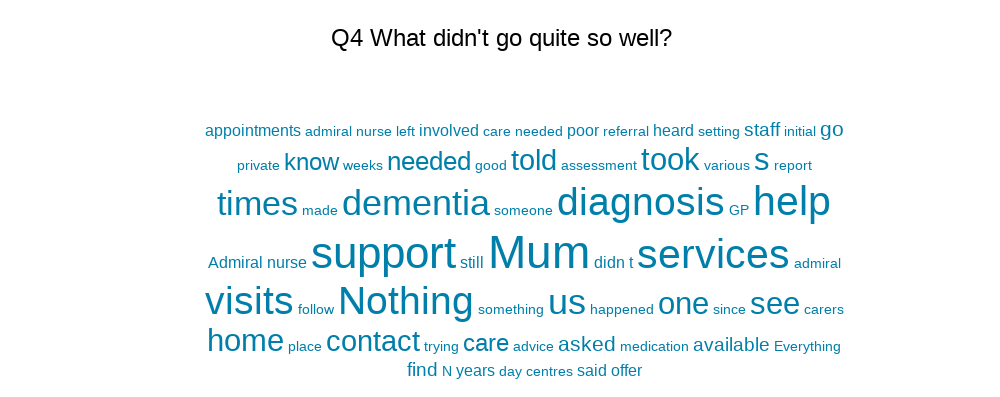 Q4 What didn't go quite so well?
appointments admiral nurse left involved care needed poor referral heard setting staff initial go
private know weeks needed good told assessment took various s report
times made dementia someone diagnosis GP help
Admiral nurse support still Mum didn t services admiral
visits follow Nothing something us happened one since see carers
home place contact trying care advice asked medication available Everything
find N years day centres said offer